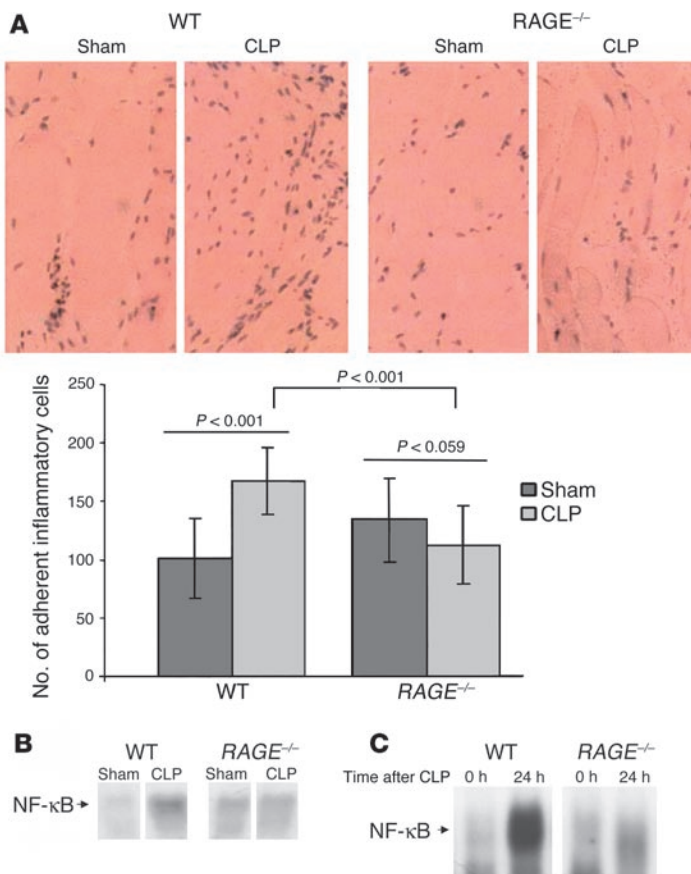 A
WT RAGE⁻/⁻
Sham CLP Sham CLP
No. of adherent inflammatory cells
250
200
150
100
50
0
P < 0.001
P < 0.001
P < 0.059
Sham
CLP
WT RAGE⁻/⁻
B
WT RAGE⁻/⁻
Sham CLP Sham CLP
NF-κB
C
WT RAGE⁻/⁻
Time after CLP 0 h 24 h 0 h 24 h
NF-κB